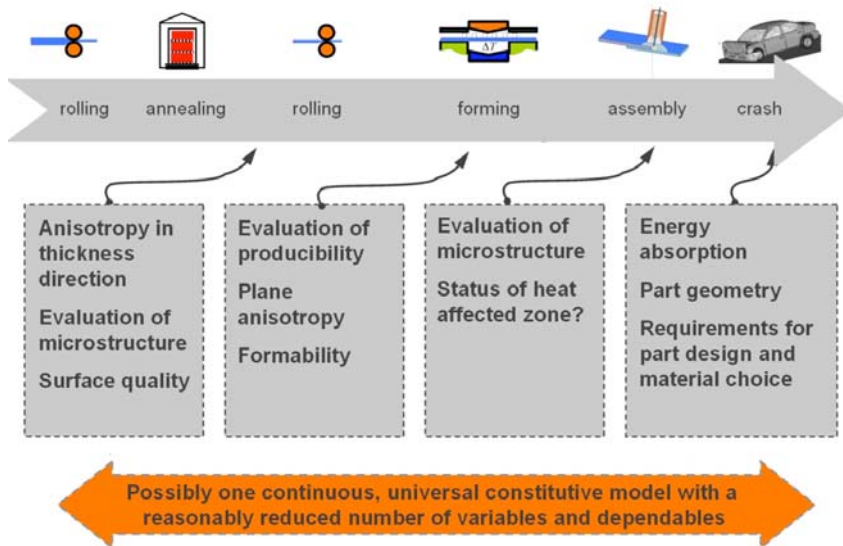 ΔT
rolling annealing rolling forming assembly crash
Anisotropy in
thickness
direction
Evaluation of
microstructure
Surface quality
Evaluation of
producibility
Plane
anisotropy
Formability
Evaluation of
microstructure
Status of heat
affected zone?
Energy
absorption
Part geometry
Requirements for
part design and
material choice
Possibly one continuous, universal constitutive model with a
reasonably reduced number of variables and dependables